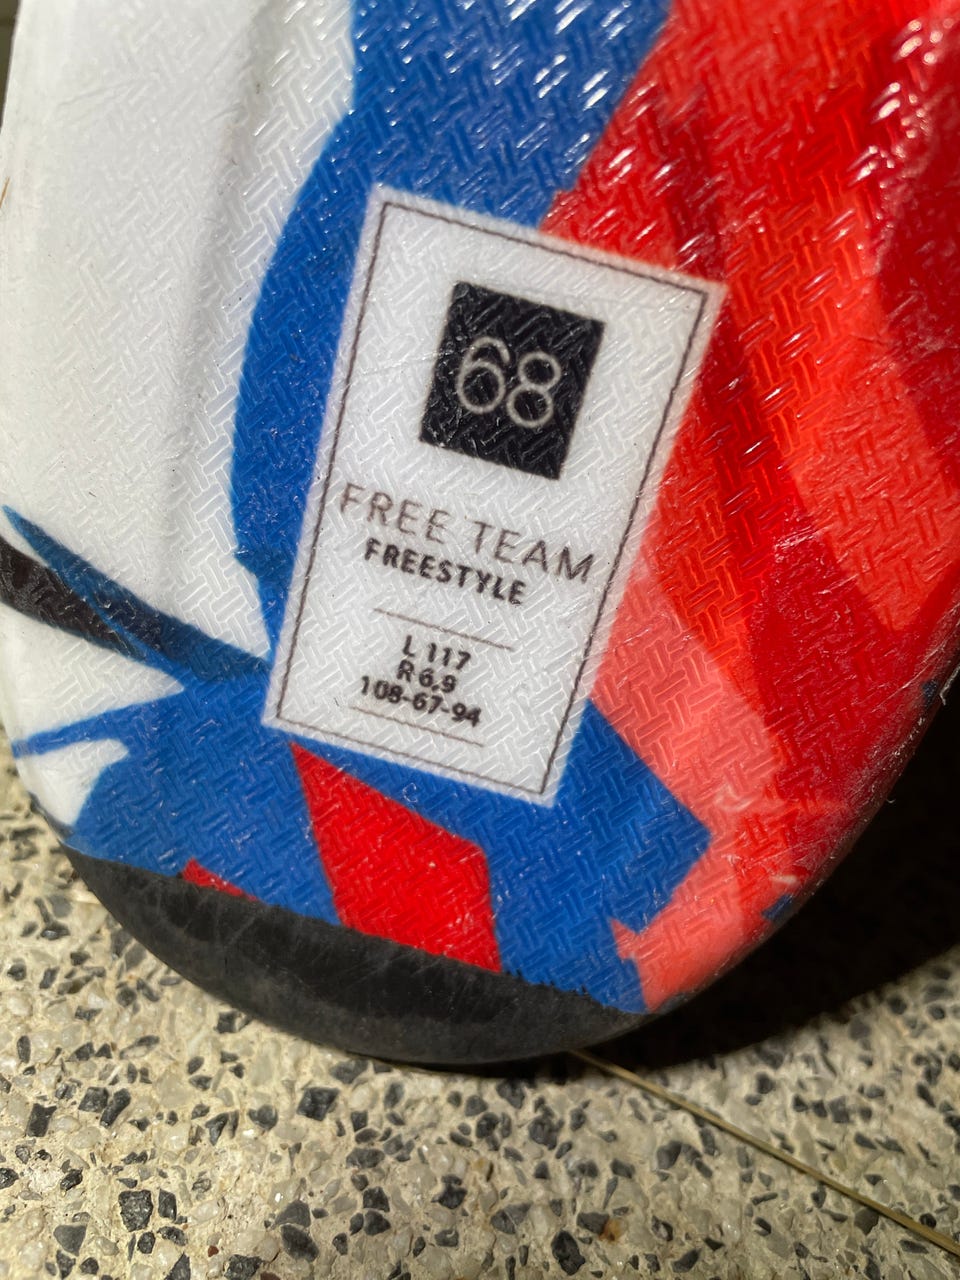 68
FREE TEAM
FREESTYLE
L 117
R 6.9
108-67-94